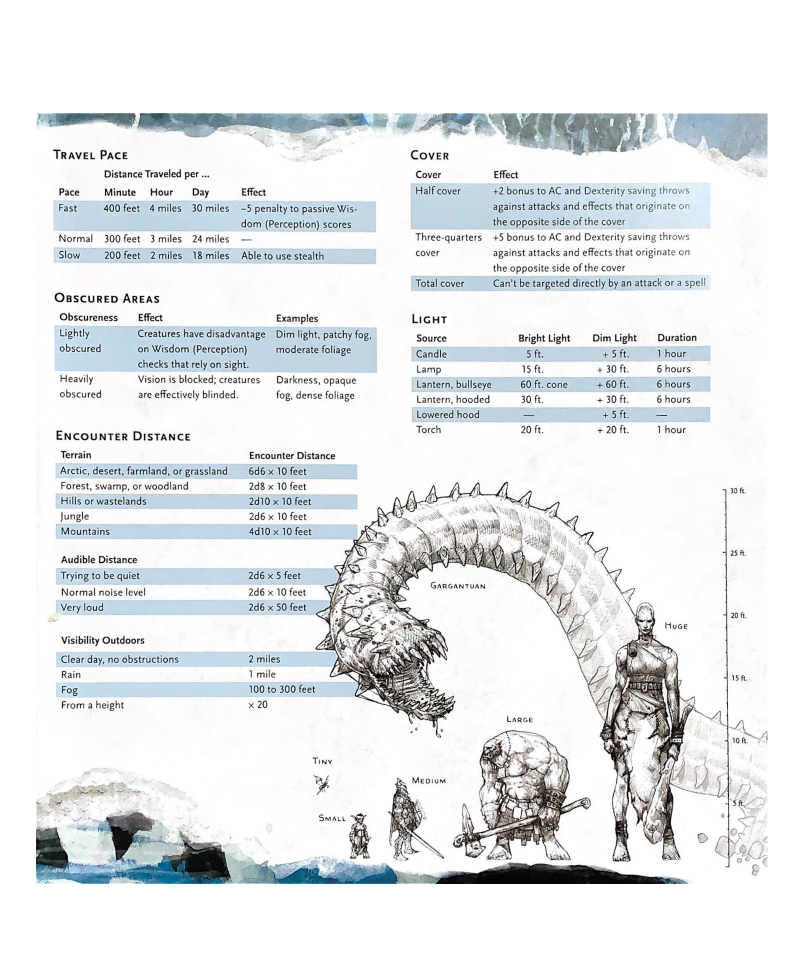 TRAVEL PACE
Distance Traveled per ...
Pace Minute Hour Day Effect
Fast 400 feet 4 miles 30 miles –5 penalty to passive Wis-
dom (Perception) scores
Normal 300 feet 3 miles 24 miles —
Slow 200 feet 2 miles 18 miles Able to use stealth
OBSCURED AREAS
Obscureness Effect Examples
Lightly Creatures have disadvantage Dim light, patchy fog,
obscured on Wisdom (Perception) moderate foliage
checks that rely on sight.
Heavily Vision is blocked; creatures Darkness, opaque
obscured are effectively blinded. fog, dense foliage
ENCOUNTER DISTANCE
Terrain Encounter Distance
Arctic, desert, farmland, or grassland 6d6 × 10 feet
Forest, swamp, or woodland 2d8 × 10 feet
Hills or wastelands 2d10 × 10 feet
Jungle 2d6 × 10 feet
Mountains 4d10 × 10 feet
Audible Distance
Trying to be quiet 2d6 × 5 feet
Normal noise level 2d6 × 10 feet
Very loud 2d6 × 50 feet
Visibility Outdoors
Clear day, no obstructions 2 miles
Rain 1 mile
Fog 100 to 300 feet
From a height × 20
COVER
Cover Effect
Half cover +2 bonus to AC and Dexterity saving throws
against attacks and effects that originate on
the opposite side of the cover
Three-quarters +5 bonus to AC and Dexterity saving throws
cover against attacks and effects that originate on
the opposite side of the cover
Total cover Can't be targeted directly by an attack or a spell
LIGHT
Source Bright Light Dim Light Duration
Candle 5 ft. + 5 ft. 1 hour
Lamp 15 ft. + 30 ft. 6 hours
Lantern, bullseye 60 ft. cone + 60 ft. 6 hours
Lantern, hooded 30 ft. + 30 ft. 6 hours
Lowered hood — + 5 ft. —
Torch 20 ft. + 20 ft. 1 hour
30 ft.
25 ft.
GARGANTUAN
20 ft.
HUGE
15 ft.
LARGE
10 ft.
TINY
MEDIUM
5 ft.
SMALL